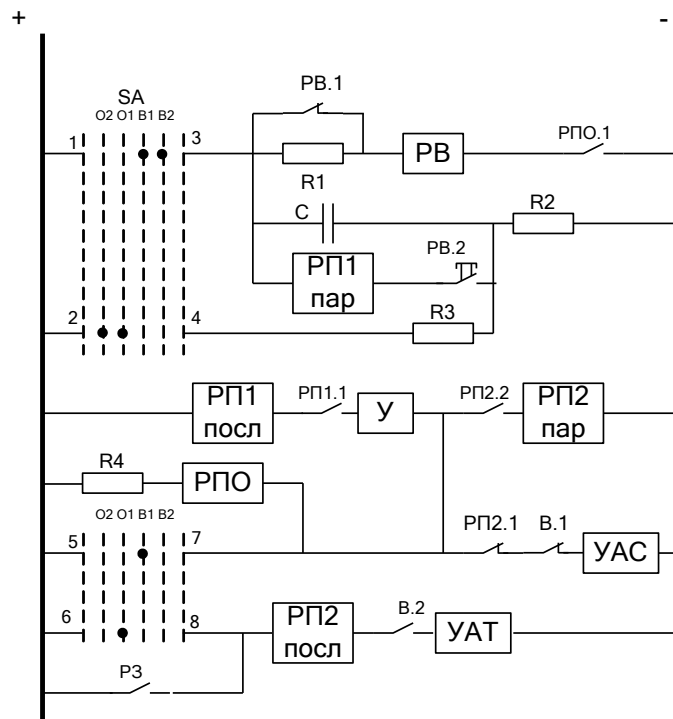 + -
SA
О2 О1 В1 В2
РВ.1
1 3
РВ
РПО.1
R1
R2
С
РВ.2
РП1
пар
2 4
R3
РП1
посл
РП1.1
У
РП2.2
РП2
пар
R4
РПО
О2 О1 В1 В2
5 7
РП2.1
В.1
УАС
6 8
РП2
посл
В.2
УАТ
РЗ